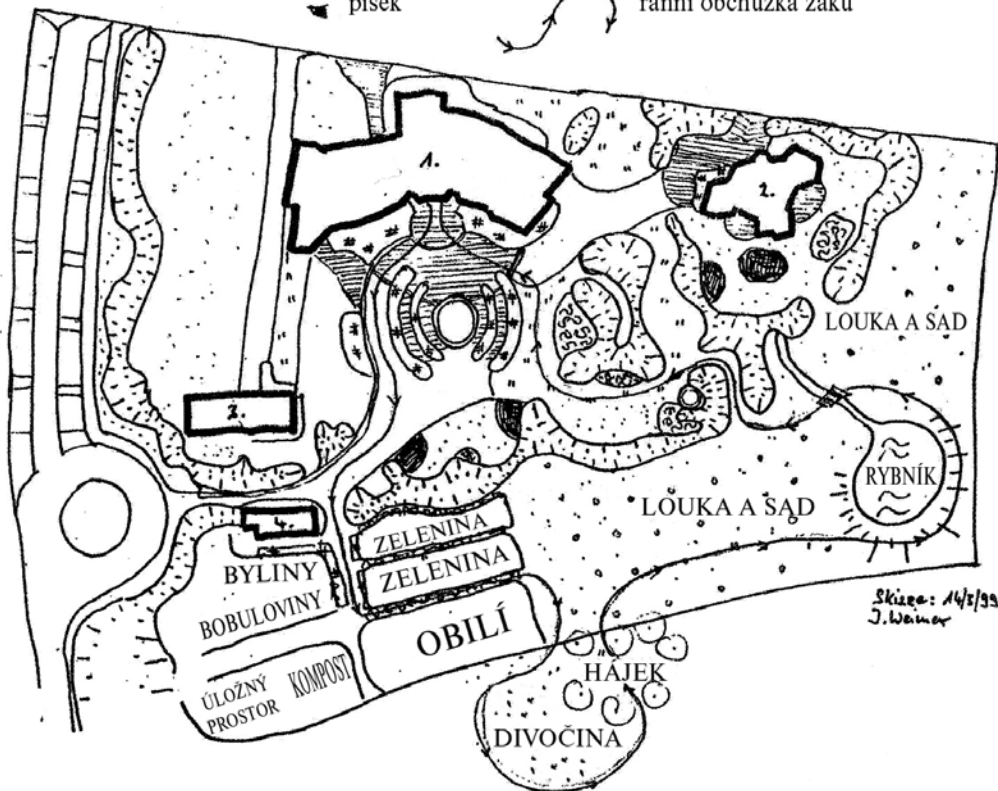 písek
ranní obchůzka žáků
1.
2.
LOUKA A SAD
3.
RYBNÍK
LOUKA A SAD
4.
ZELENINA
ZELENINA
BYLINY
BOBULOVINY
OBILÍ
Skizze: 14/3/99
J. Weimer
ÚLOŽNÝ
PROSTOR
KOMPOST
HÁJEK
DIVOČINA